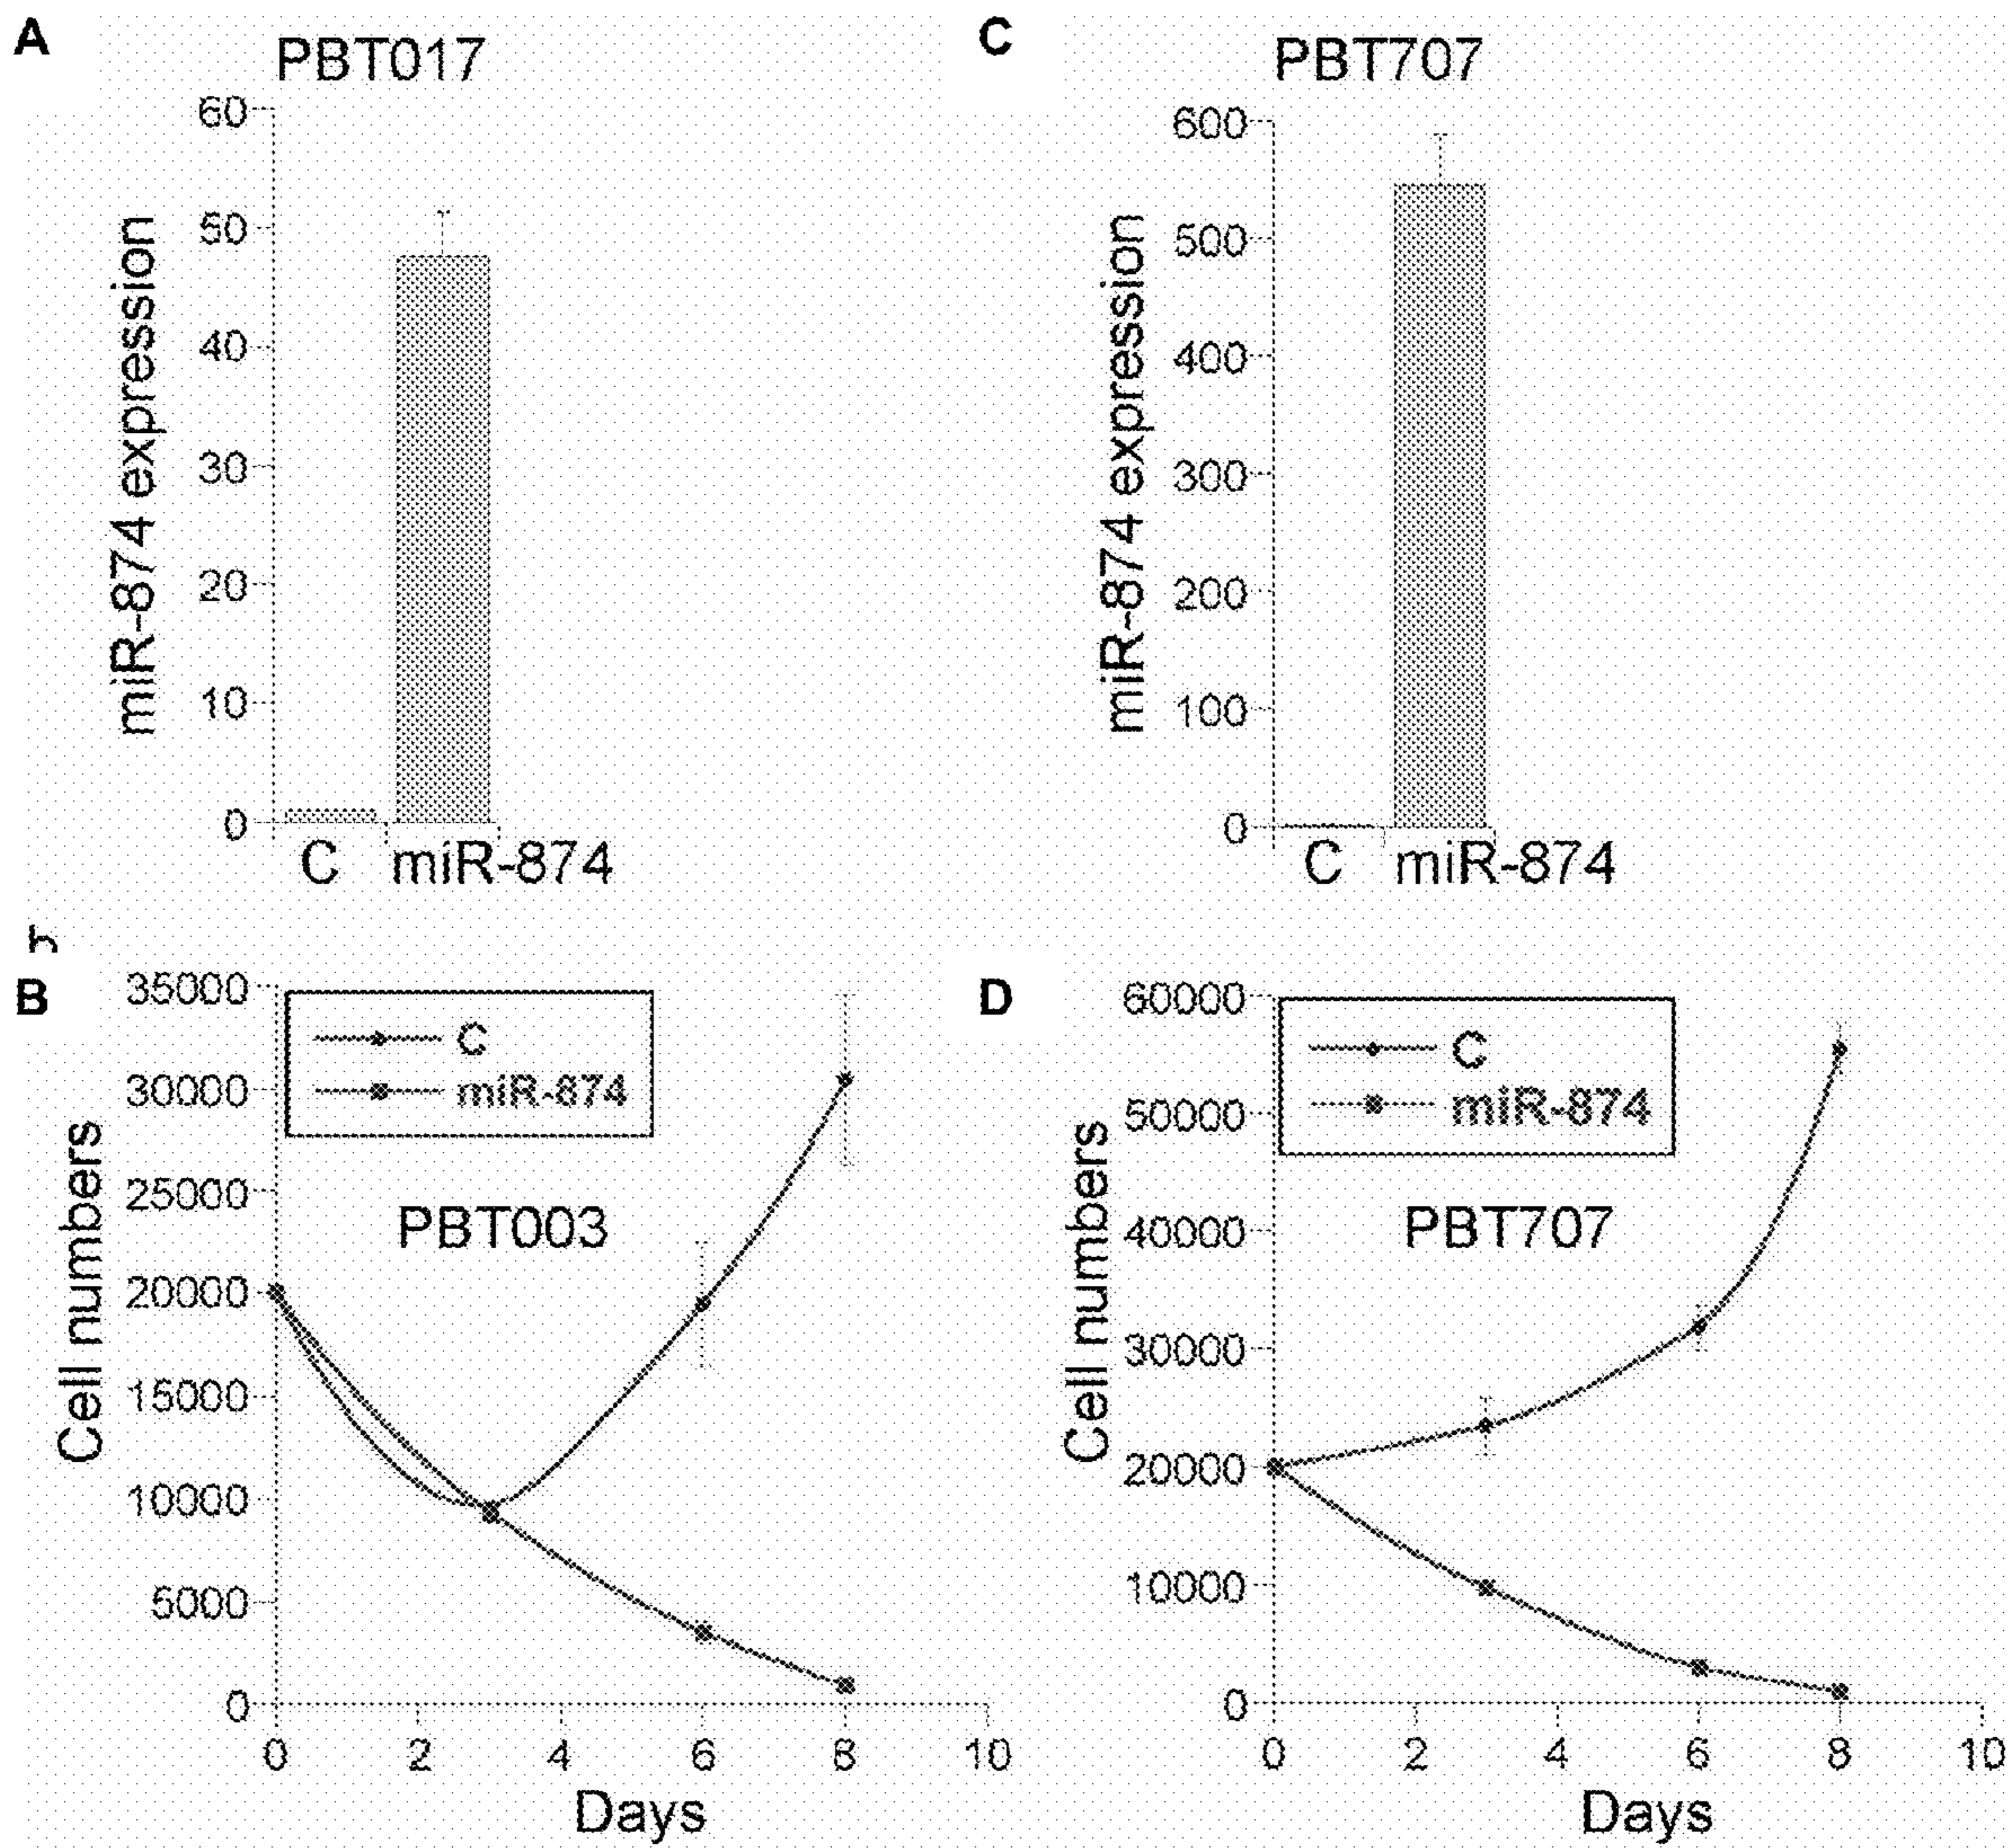 A
PBT017
60
50
40
30
20
10
0
miR-874 expression
C miR-874
C
PBT707
600
500
400
300
200
100
0
miR-874 expression
C miR-874
B
35000
30000
25000
20000
15000
10000
5000
0
Cell numbers
C
miR-874
PBT003
0 2 4 6 8 10
Days
D
60000
50000
40000
30000
20000
10000
0
Cell numbers
C
miR-874
PBT707
0 2 4 6 8 10
Days